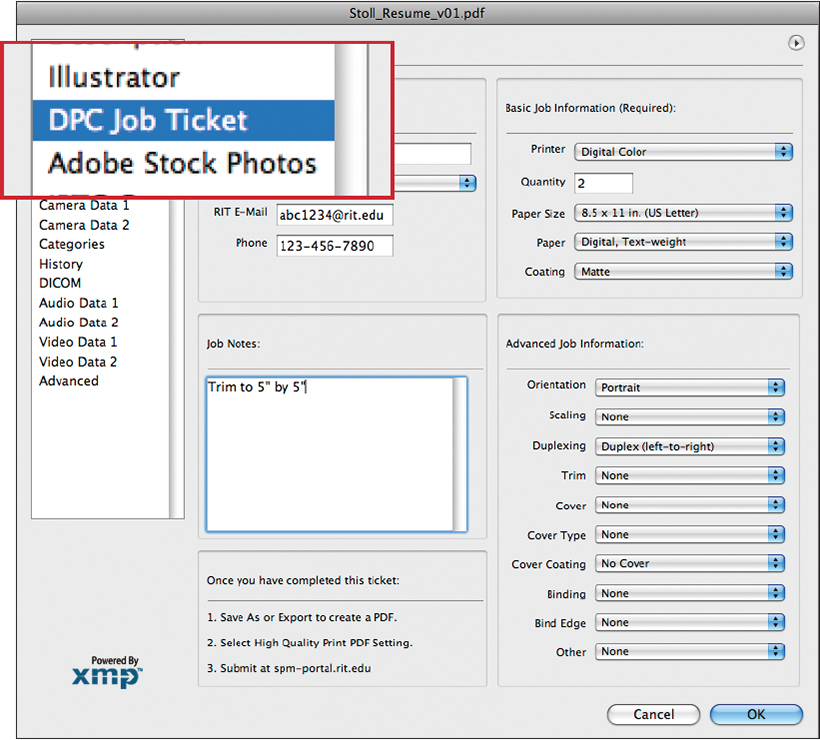 Stoll_Resume_v01.pdf
Illustrator
DPC Job Ticket
Adobe Stock Photos
Camera Data 1
Camera Data 2
Categories
History
DICOM
Audio Data 1
Audio Data 2
Video Data 1
Video Data 2
Advanced
RIT E-Mail abc1234@rit.edu
Phone 123-456-7890
Basic Job Information (Required):
Printer Digital Color
Quantity 2
Paper Size 8.5 x 11 in. (US Letter)
Paper Digital, Text-weight
Coating Matte
Job Notes:
Trim to 5" by 5"
Advanced Job Information:
Orientation Portrait
Scaling None
Duplexing Duplex (left-to-right)
Trim None
Cover None
Cover Type None
Cover Coating No Cover
Binding None
Bind Edge None
Other None
Once you have completed this ticket:
1. Save As or Export to create a PDF.
2. Select High Quality Print PDF Setting.
3. Submit at spm-portal.rit.edu
Powered By
xmp™
Cancel
OK